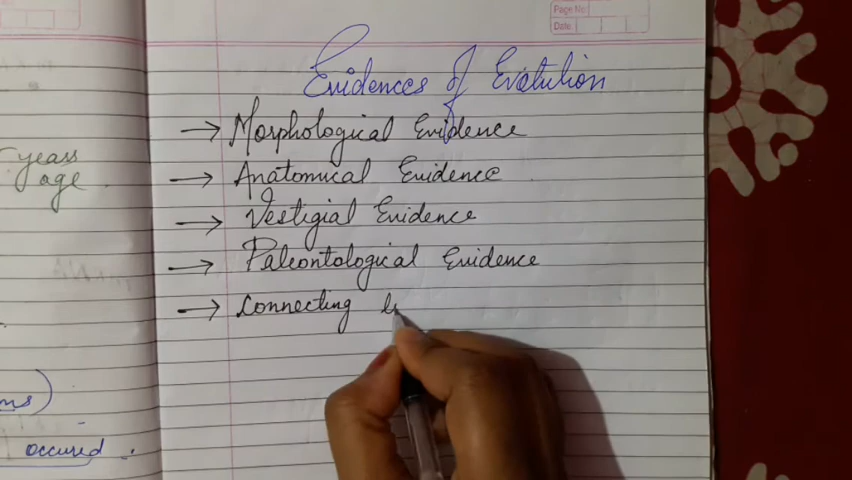 Page No:
Date:
Evidences of Evolution
→ Morphological Evidence
years
age
→ Anatomical Evidence
→ Vestigial Evidence
→ Paleontological Evidence
→ Connecting
occured.